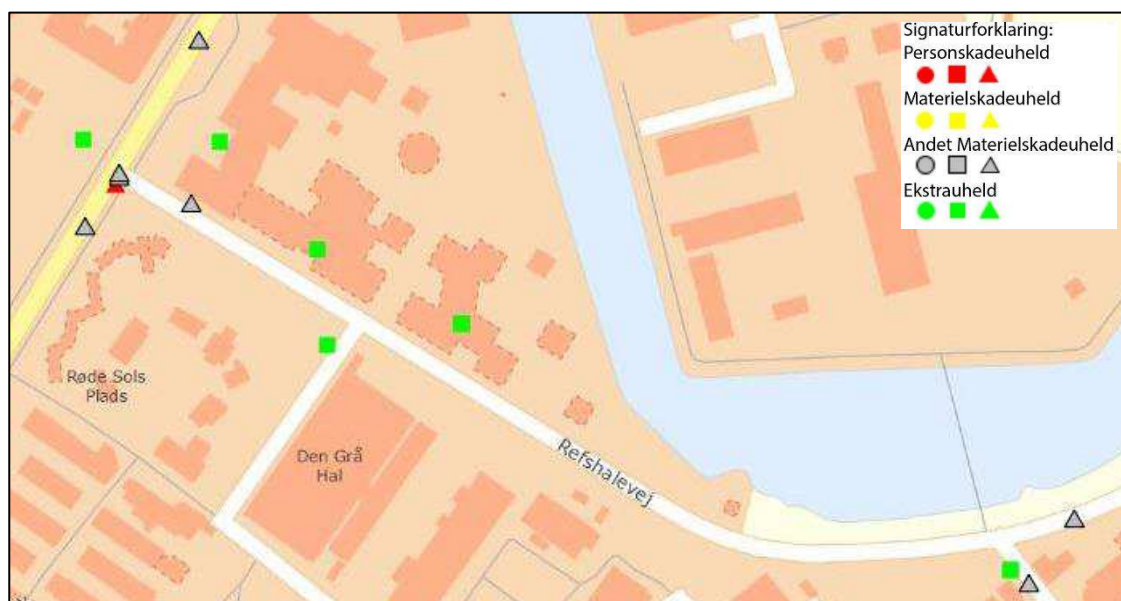 Signaturforklaring:
Personskadeuheld
Materielskadeuheld
Andet Materielskadeuheld
Ekstrauheld
Røde Sols
Plads
Den Grå
Hal
Refshalevej